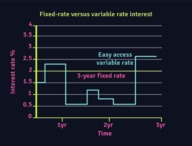 Fixed-rate versus variable rate interest
4
3.5
3
2.5
2
1.5
1
.5
0
Interest rate %
Easy access
variable rate
3-year fixed rate
1yr
2yr
3yr
Time